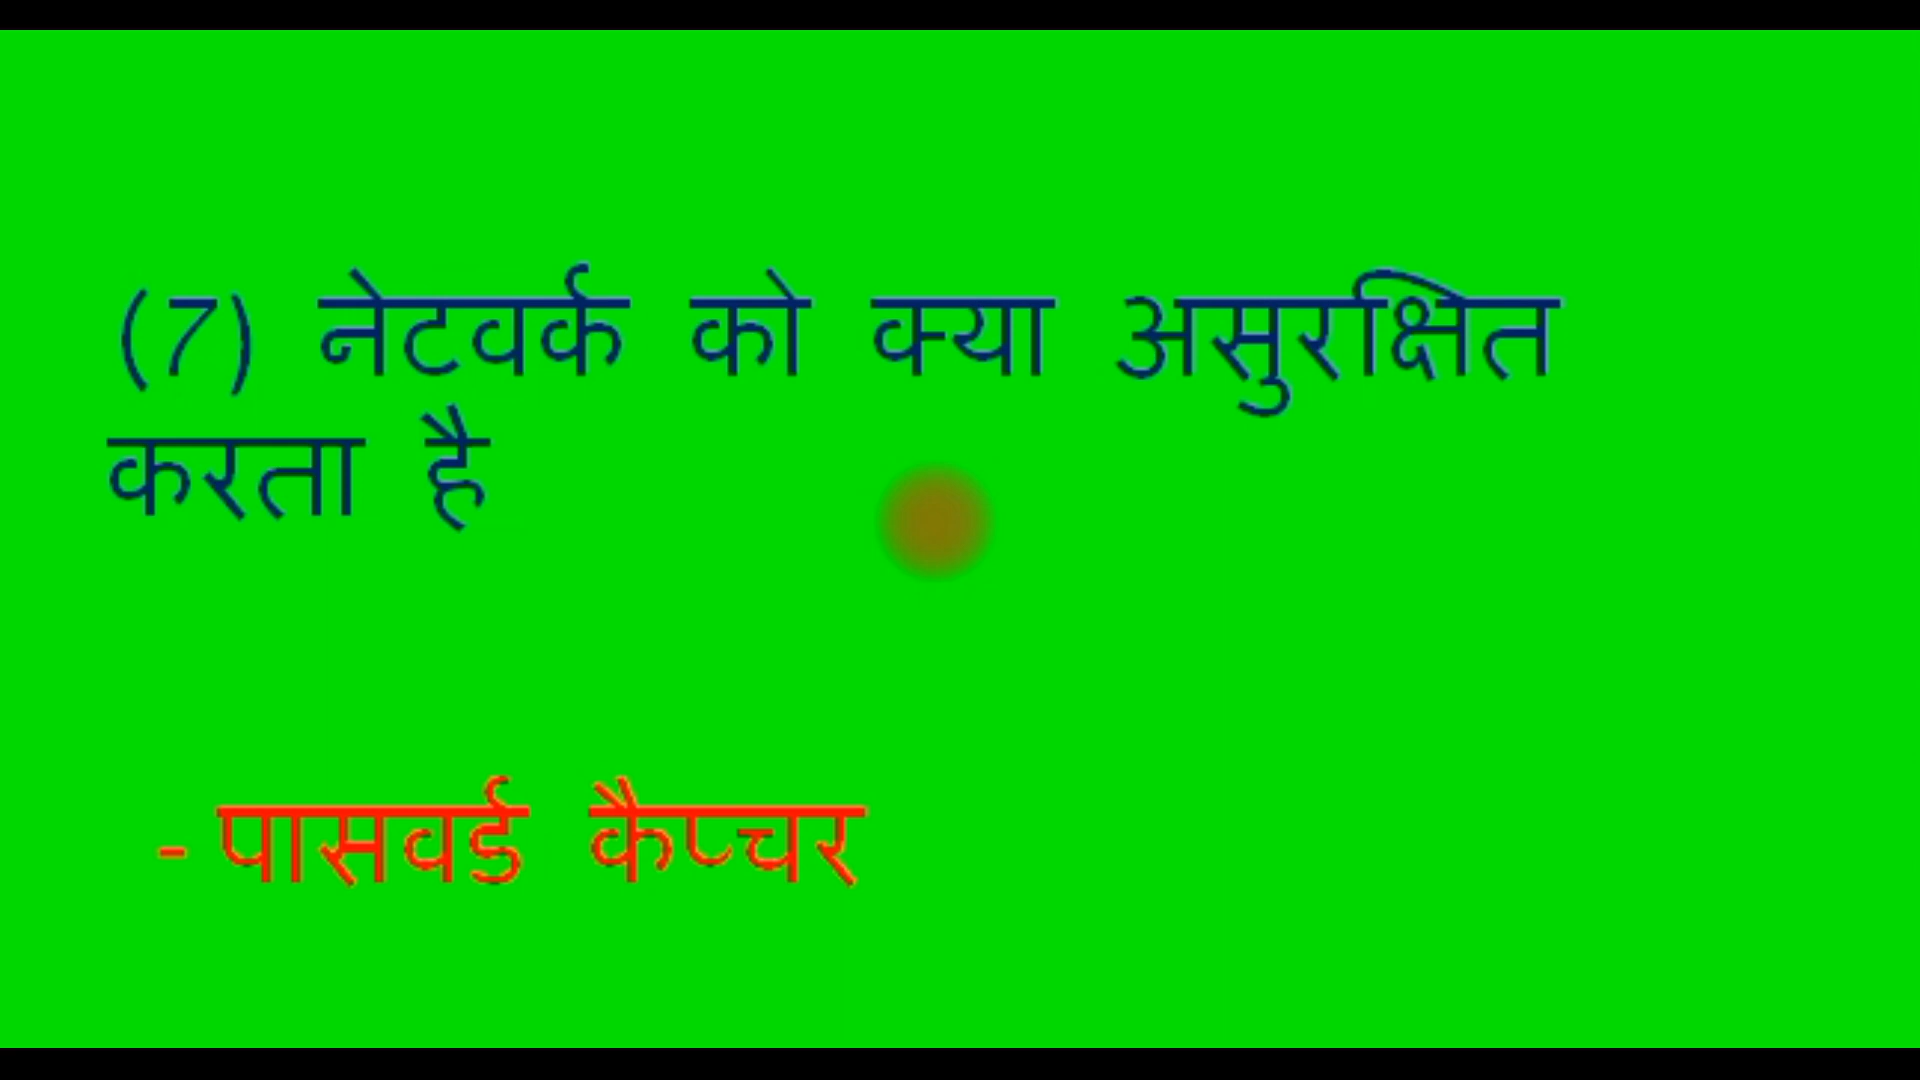 (7) नेटवर्क को क्या असुरक्षित
करता है
- पासवर्ड कैप्चर